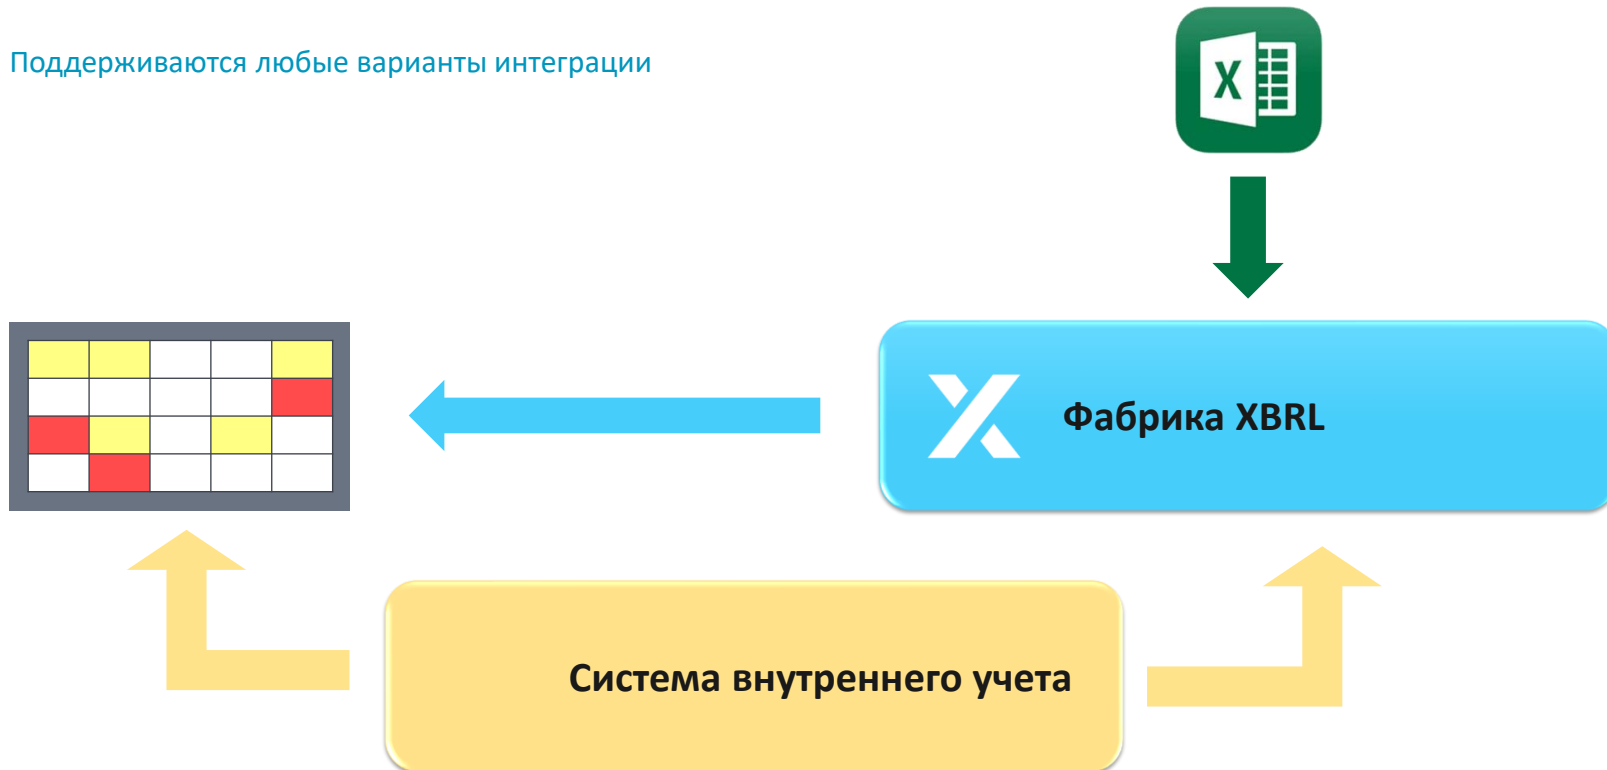 Поддерживаются любые варианты интеграции
X
Фабрика XBRL
Система внутреннего учета